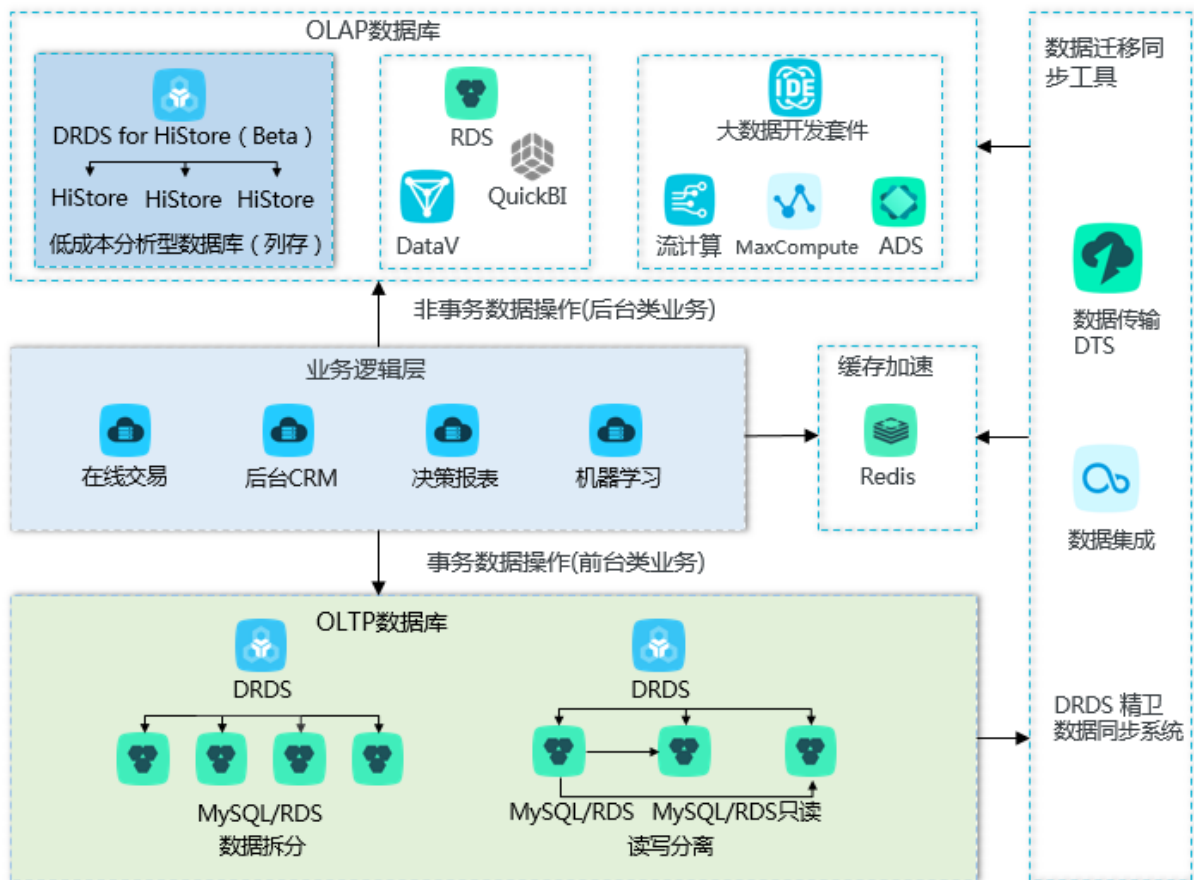 OLAP数据库
DRDS for HiStore（Beta）
HiStore HiStore HiStore
低成本分析型数据库（列存）
RDS
QuickBI
DataV
IDE
大数据开发套件
流计算 MaxCompute ADS
数据迁移同
步工具
数据传输
DTS
数据集成
DRDS 精卫
数据同步系统
非事务数据操作(后台类业务)
业务逻辑层
在线交易 后台CRM 决策报表 机器学习
缓存加速
Redis
事务数据操作(前台类业务)
OLTP数据库
DRDS
MySQL/RDS
数据拆分
DRDS
MySQL/RDS MySQL/RDS只读
读写分离